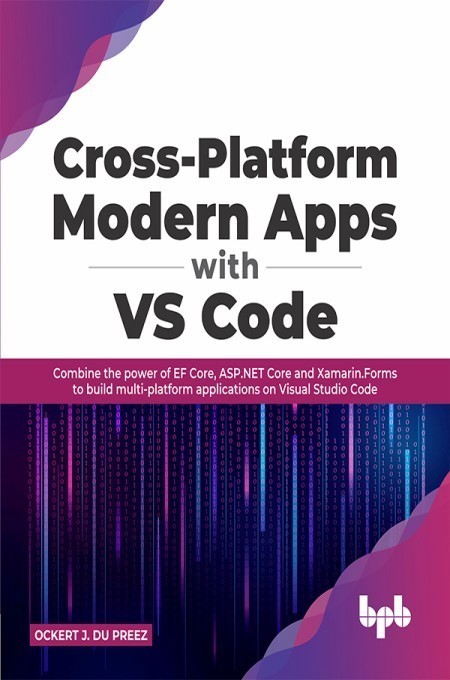 Cross-Platform
Modern Apps
with
VS Code
Combine the power of EF Core, ASP.NET Core and Xamarin.Forms
to build multi-platform applications on Visual Studio Code
OCKERT J. DU PREEZ
bpb